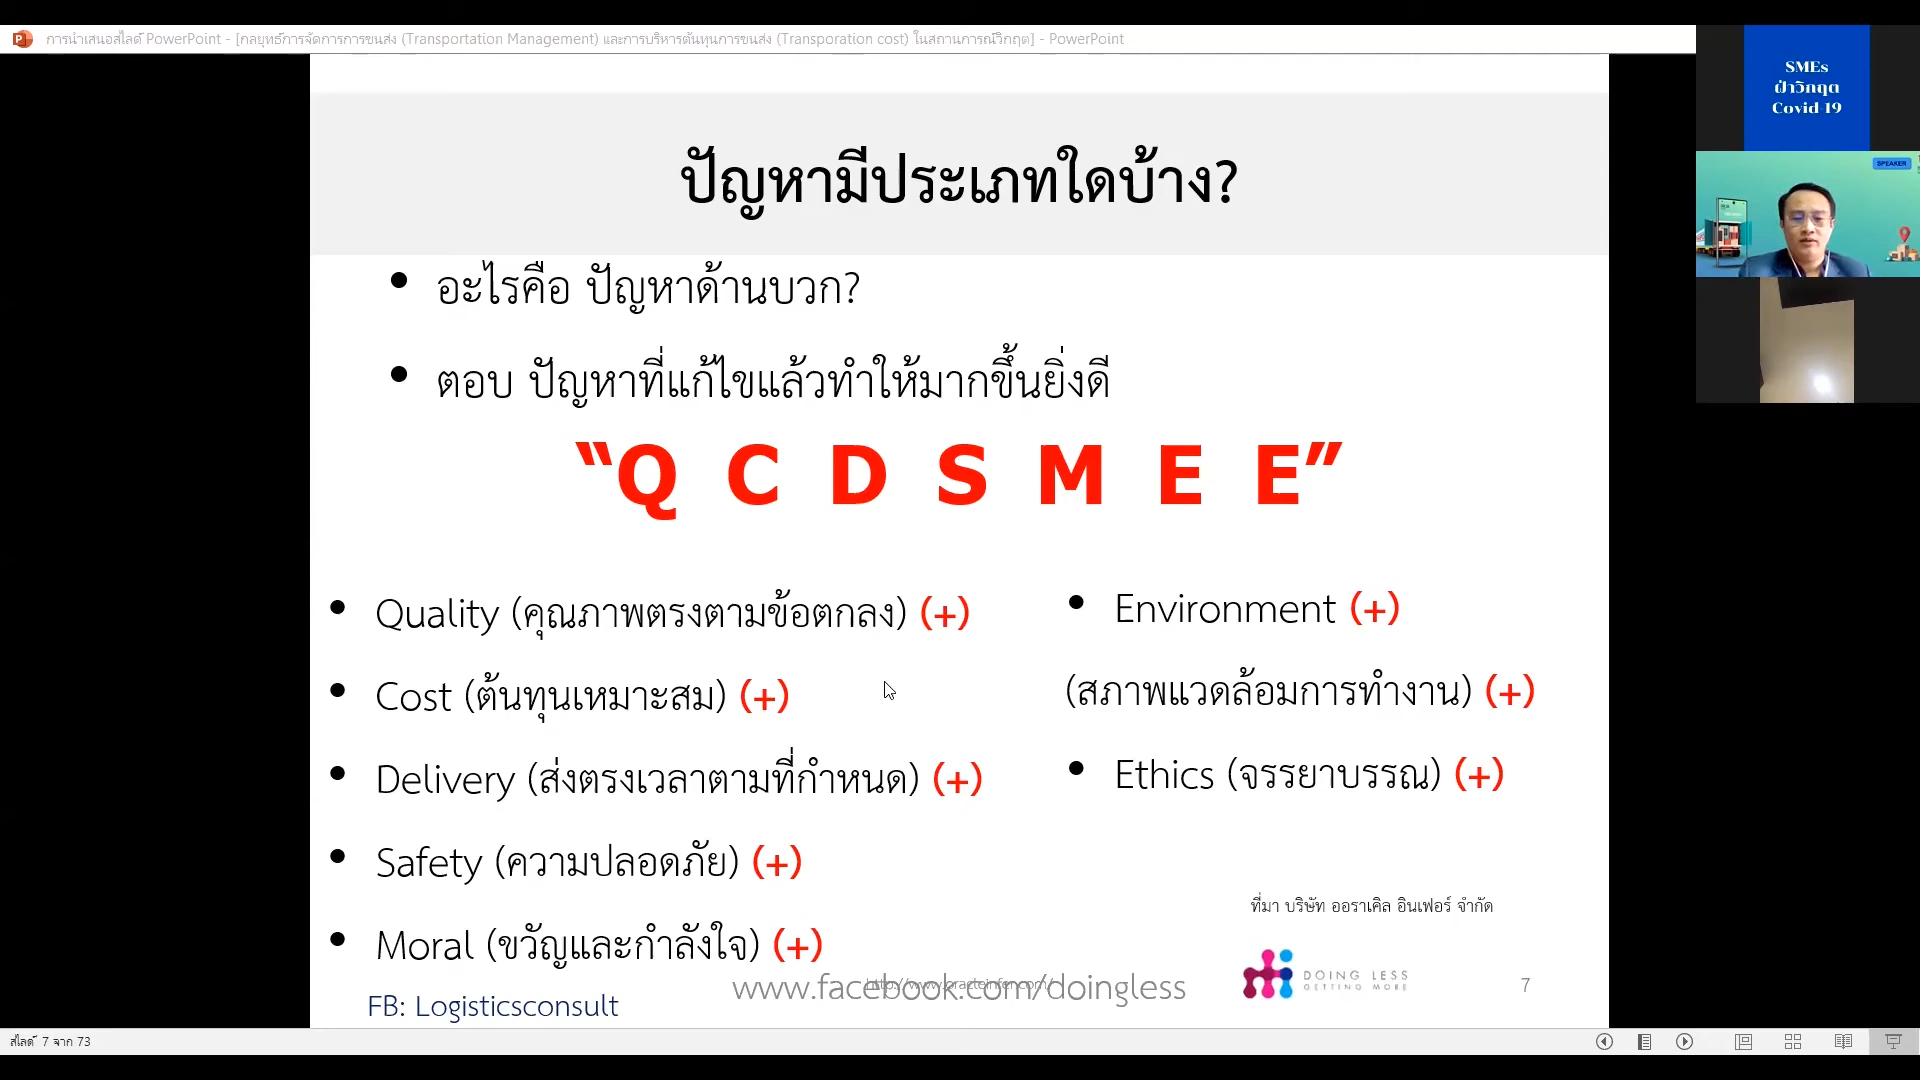 การนำเสนอสไลด์ PowerPoint - [กลยุทธ์การจัดการการขนส่ง (Transportation Management) และการบริหารต้นทุนการขนส่ง (Transporation cost) ในสถานการณ์วิกฤต] - PowerPoint
SMEs
ฝ่าวิกฤต
Covid-19
SPEAKER
ปัญหามีประเภทใดบ้าง?
• อะไรคือ ปัญหาด้านบวก?
• ตอบ ปัญหาที่แก้ไขแล้วทำให้มากขึ้นยิ่งดี
“Q C D S M E E”
• Quality (คุณภาพตรงตามข้อตกลง) (+)
• Cost (ต้นทุนเหมาะสม) (+)
• Delivery (ส่งตรงเวลาตามที่กำหนด) (+)
• Safety (ความปลอดภัย) (+)
• Moral (ขวัญและกำลังใจ) (+)
• Environment (+)
(สภาพแวดล้อมการทำงาน) (+)
• Ethics (จรรยาบรรณ) (+)
ที่มา บริษัท ออราเคิล อินเฟอร์ จำกัด
DOING LESS
GETTING MORE
www.facebook.com/doingless
7
FB: Logisticsconsult
สไลด์ 7 จาก 73